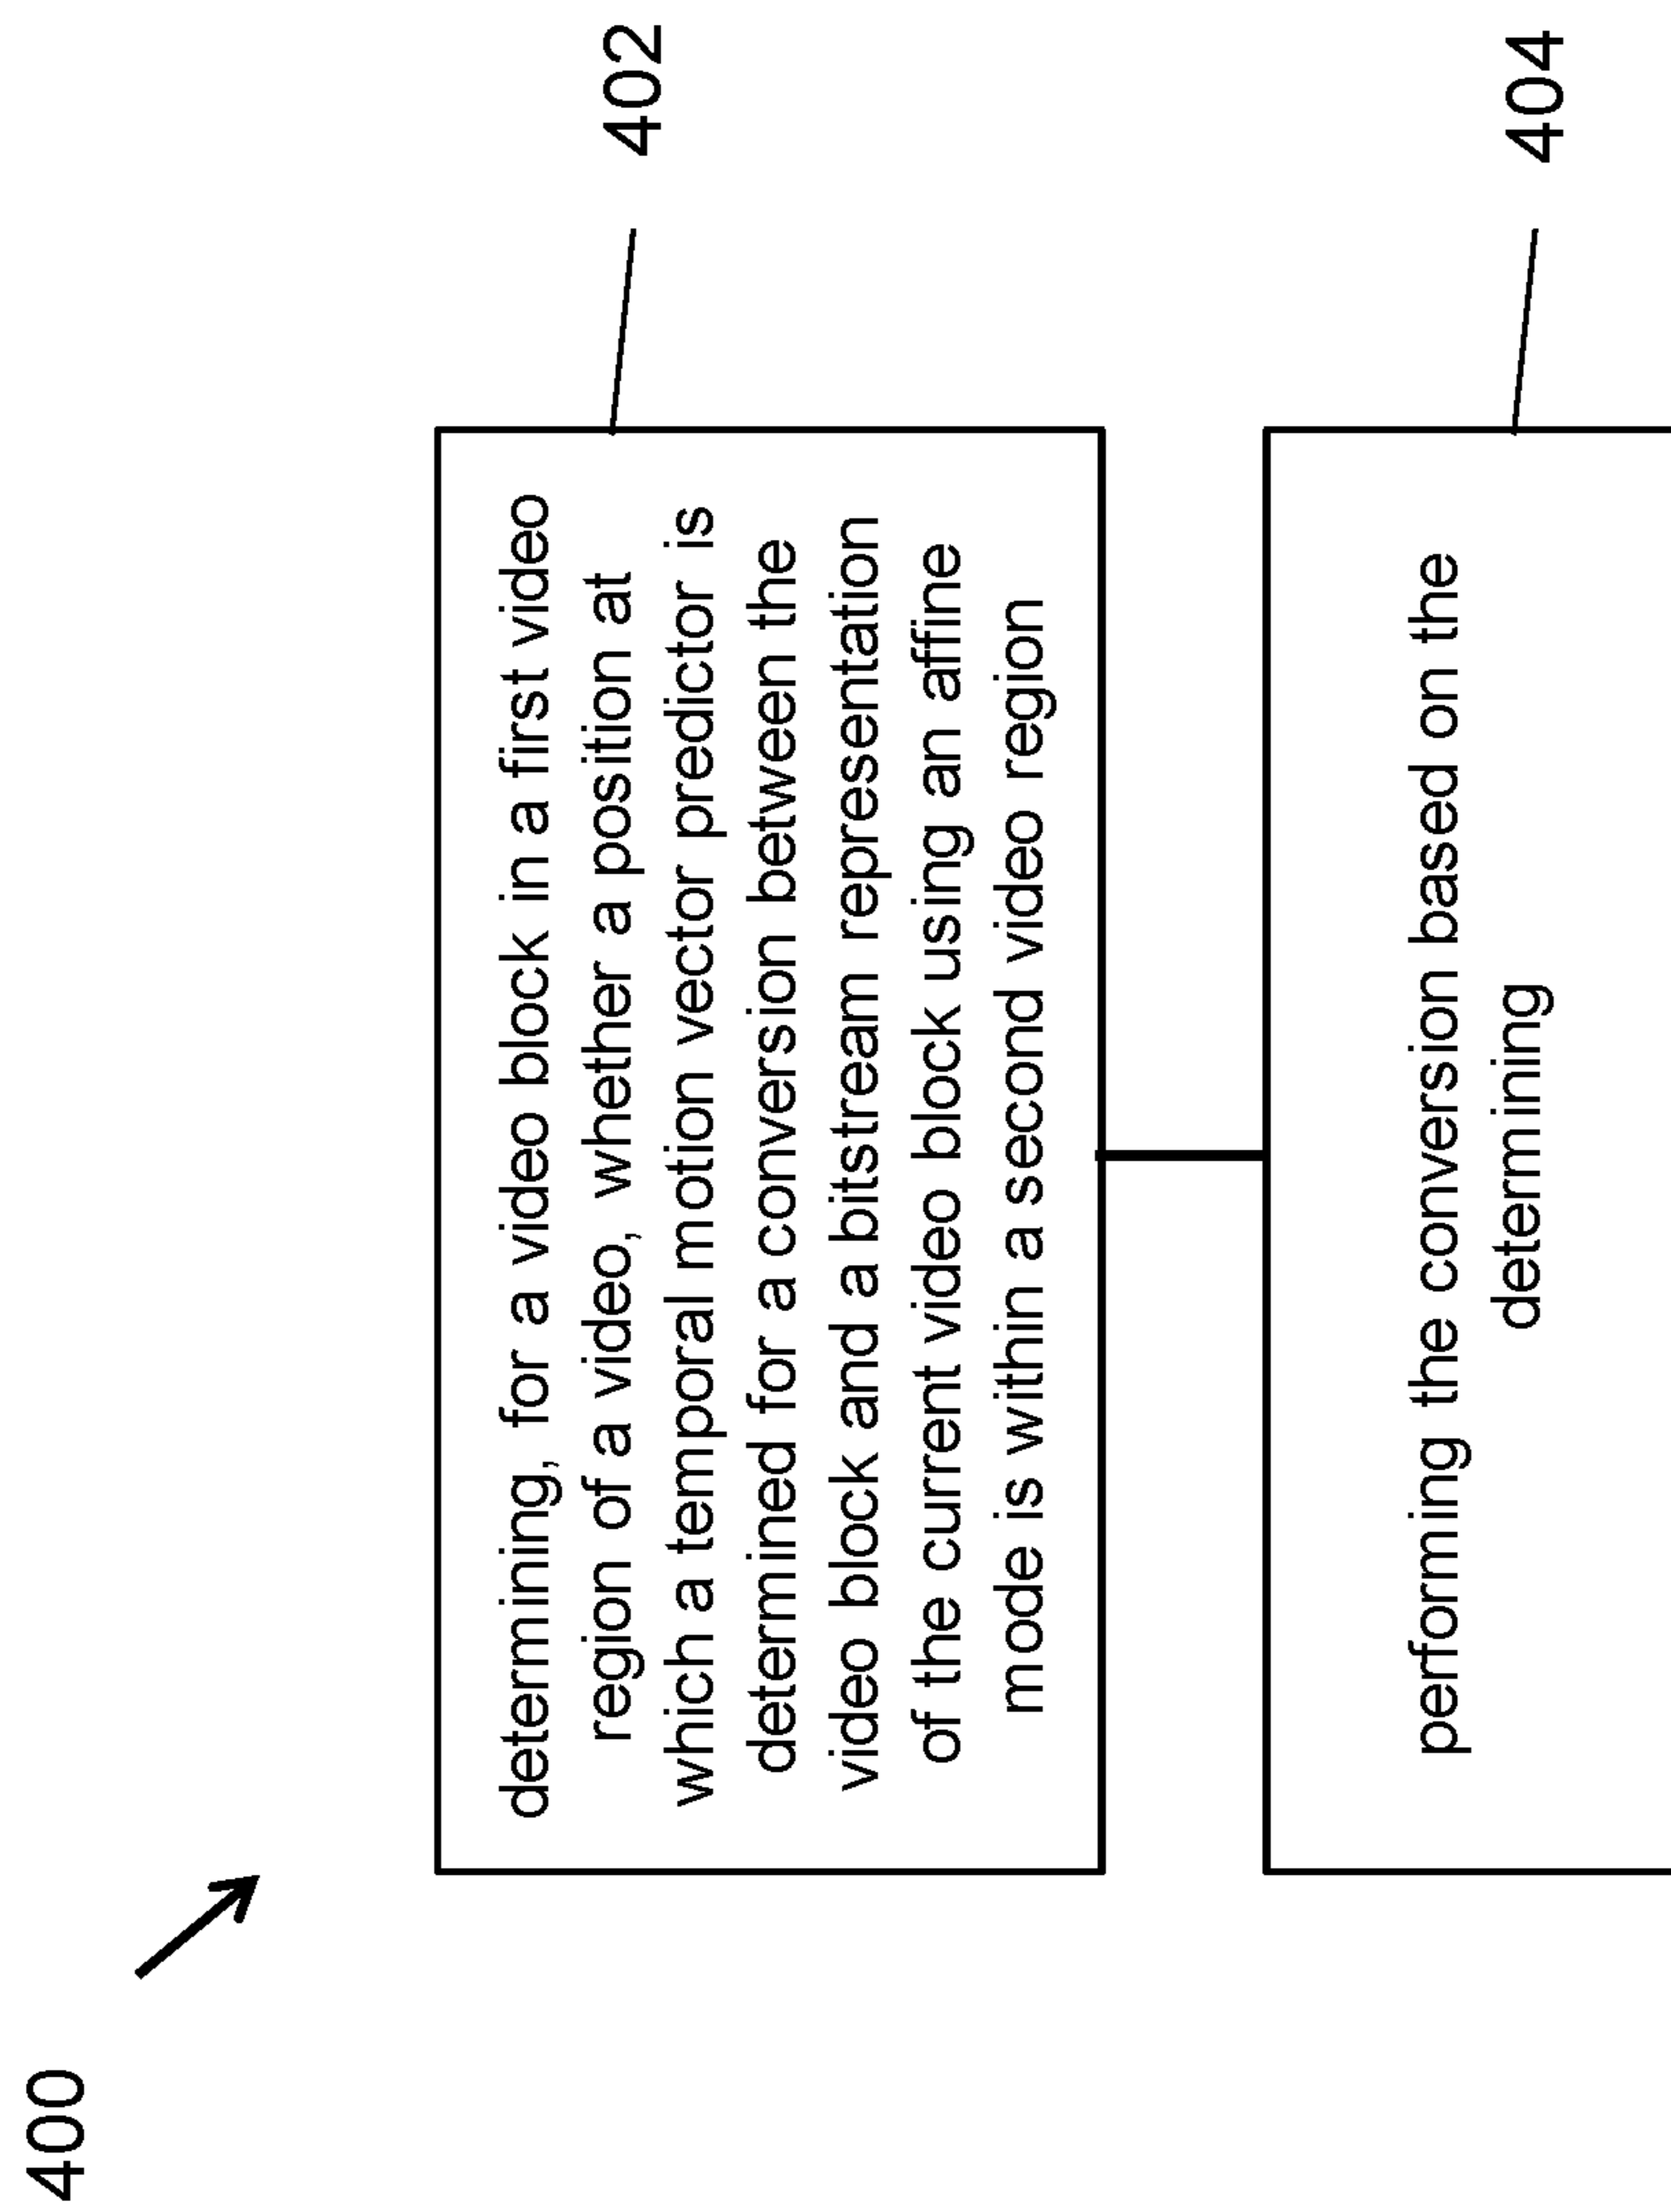 400
determining, for a video block in a first video
region of a video, whether a position at
which a temporal motion vector predictor is
determined for a conversion between the
video block and a bitstream representation
of the current video block using an affine
mode is within a second video region
402
performing the conversion based on the
determining
404